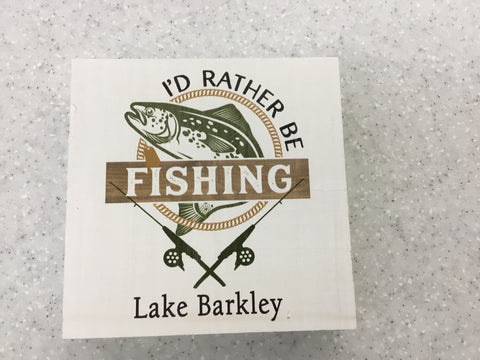 I'D RATHER BE
FISHING
Lake Barkley